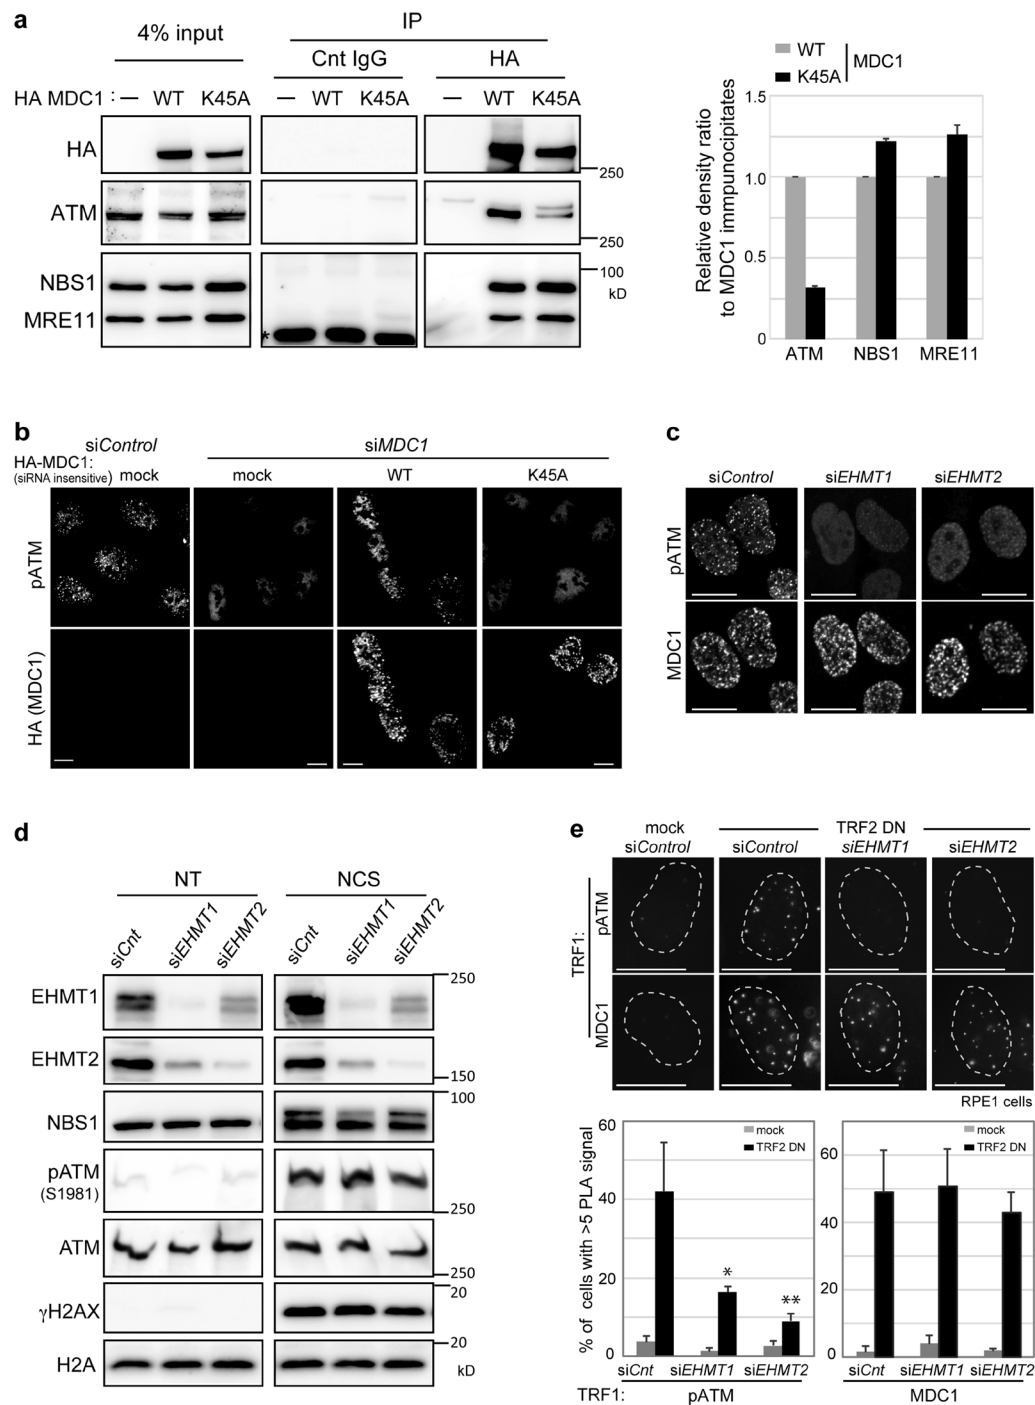 a
4% input
IP
Cnt IgG
HA
HA MDC1 : — WT K45A — WT K45A — WT K45A
HA
250
ATM
250
NBS1
100
kD
MRE11
*
WT
K45A
MDC1
Relative density ratio
to MDC1 immpunocipitates
1.5
1.0
0.5
0
ATM NBS1 MRE11
b
siControl
siMDC1
HA-MDC1:
(siRNA insensitive)
mock mock WT K45A
pATM
HA (MDC1)
c
siControl siEHMT1 siEHMT2
pATM
MDC1
d
NT NCS
siCnt siEHMT1 siEHMT2 siCnt siEHMT1 siEHMT2
EHMT1
250
EHMT2
150
NBS1
100
pATM
(S1981)
250
ATM
250
γH2AX
20
H2A
20
kD
e
mock
TRF2 DN
siControl siControl siEHMT1 siEHMT2
TRF1:
pATM
MDC1
RPE1 cells
% of cells with >5 PLA signal
60
40
20
0
mock
TRF2 DN
*
**
siCnt siEHMT1 siEHMT2
60
40
20
0
mock
TRF2 DN
siCnt siEHMT1 siEHMT2
TRF1: pATM MDC1